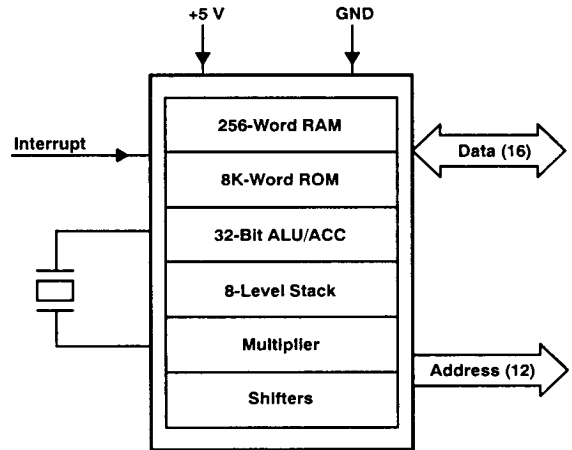 +5 V
GND
Interrupt
256-Word RAM
Data (16)
8K-Word ROM
32-Bit ALU/ACC
8-Level Stack
Multiplier
Address (12)
Shifters